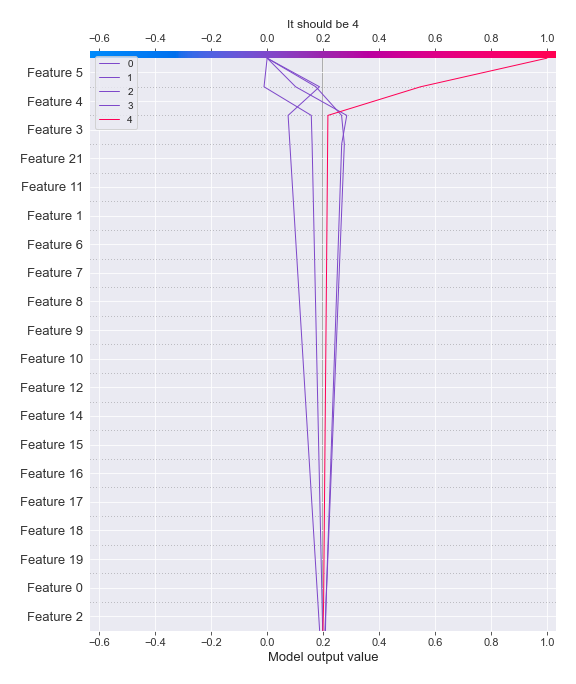 It should be 4
−0.6 −0.4 −0.2 0.0 0.2 0.4 0.6 0.8 1.0
0
1
2
3
4
Feature 5
Feature 4
Feature 3
Feature 21
Feature 11
Feature 1
Feature 6
Feature 7
Feature 8
Feature 9
Feature 10
Feature 12
Feature 14
Feature 15
Feature 16
Feature 17
Feature 18
Feature 19
Feature 0
Feature 2
−0.6 −0.4 −0.2 0.0 0.2 0.4 0.6 0.8 1.0
Model output value